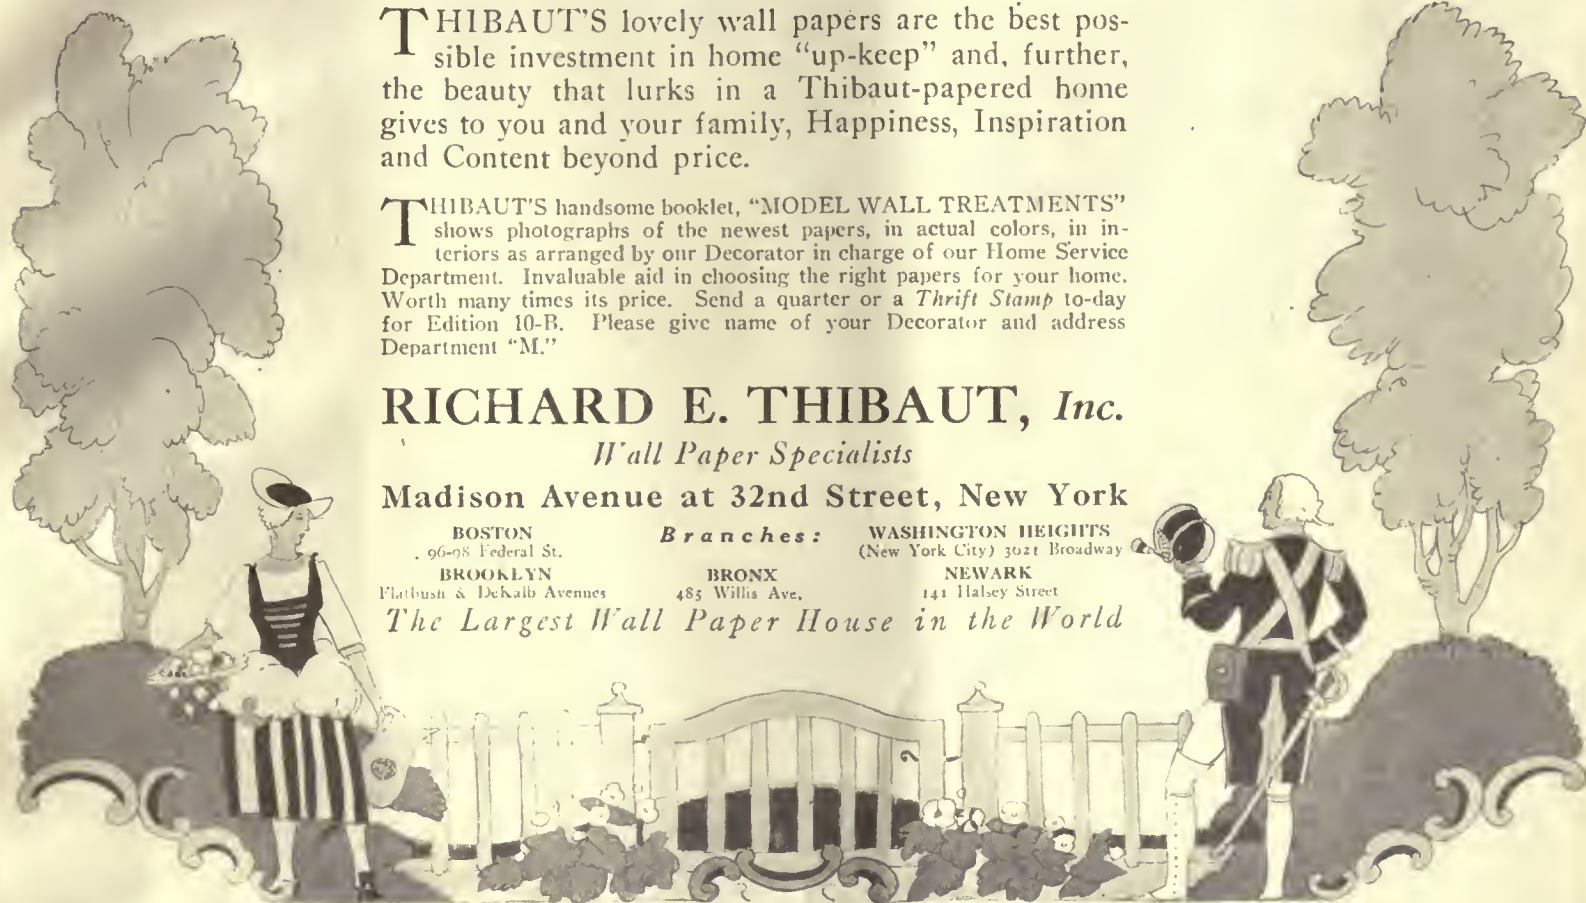 THIBAUT'S lovely wall papers are the best pos-
sible investment in home “up-keep” and, further,
the beauty that lurks in a Thibaut-papered home
gives to you and your family, Happiness, Inspiration
and Content beyond price.
THIBAUT'S handsome booklet, “MODEL WALL TREATMENTS”
shows photographs of the newest papers, in actual colors, in in-
teriors as arranged by our Decorator in charge of our Home Service
Department. Invaluable aid in choosing the right papers for your home.
Worth many times its price. Send a quarter or a Thrift Stamp to-day
for Edition 10-B. Please give name of your Decorator and address
Department “M.”
RICHARD E. THIBAUT, Inc.
Wall Paper Specialists
Madison Avenue at 32nd Street, New York
Branches:
BOSTON
96-98 Federal St.
WASHINGTON HEIGHTS
(New York City) 3621 Broadway
BROOKLYN
Flatbush & DeKalb Avenues
BRONX
485 Willis Ave.
NEWARK
141 Halsey Street
The Largest Wall Paper House in the World